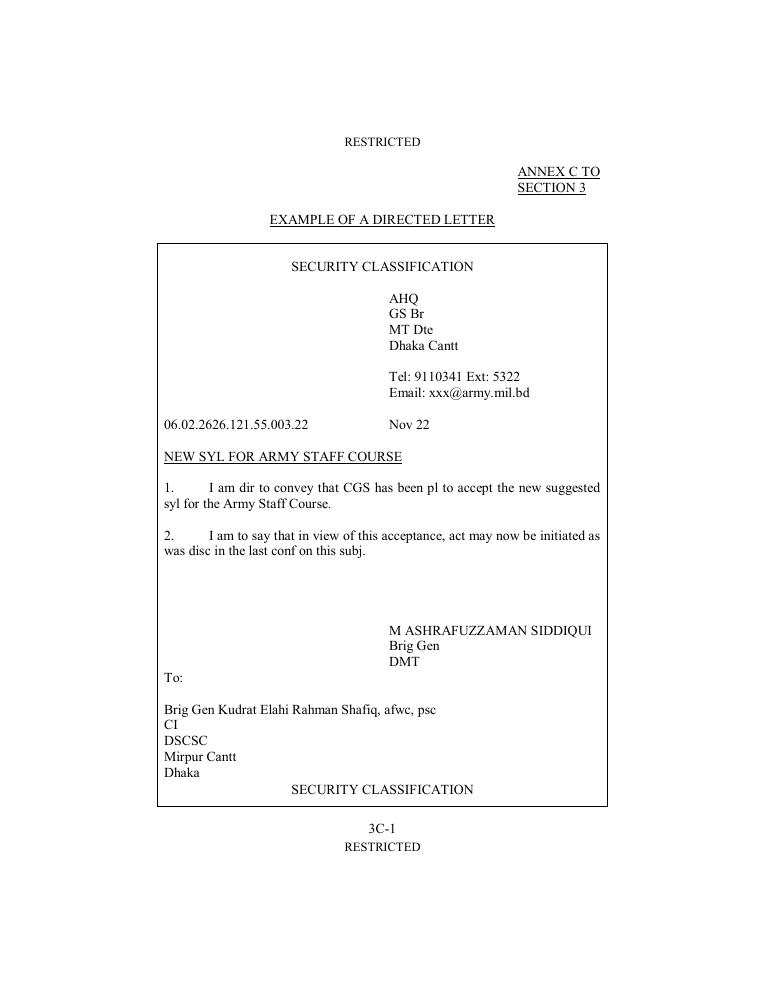 RESTRICTED
ANNEX C TO
SECTION 3
EXAMPLE OF A DIRECTED LETTER
SECURITY CLASSIFICATION
AHQ
GS Br
MT Dte
Dhaka Cantt
Tel: 9110341 Ext: 5322
Email: xxx@army.mil.bd
06.02.2626.121.55.003.22 Nov 22
NEW SYL FOR ARMY STAFF COURSE
1. I am dir to convey that CGS has been pl to accept the new suggested
syl for the Army Staff Course.
2. I am to say that in view of this acceptance, act may now be initiated as
was disc in the last conf on this subj.
M ASHRAFUZZAMAN SIDDIQUI
Brig Gen
DMT
To:
Brig Gen Kudrat Elahi Rahman Shafiq, afwc, psc
CI
DSCSC
Mirpur Cantt
Dhaka
SECURITY CLASSIFICATION
3C-1
RESTRICTED